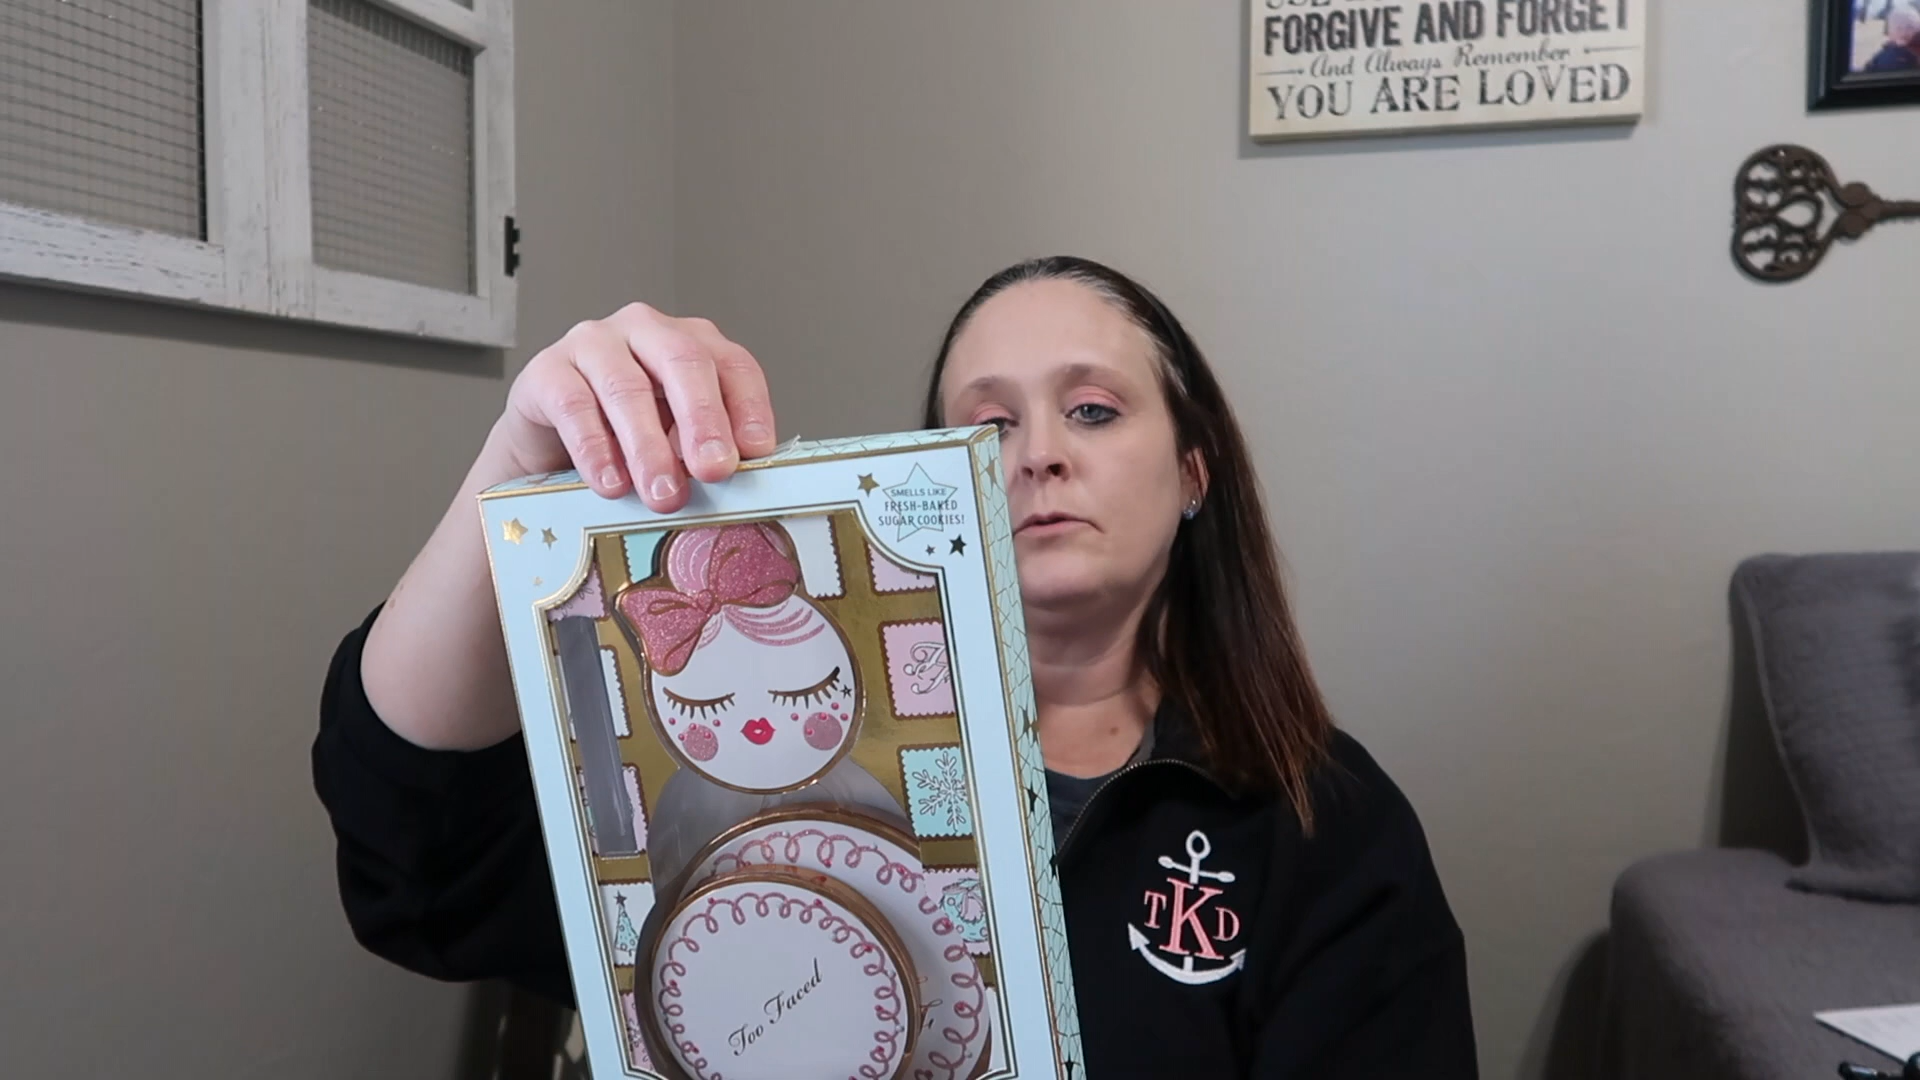 FORGIVE AND FORGET
And Always Remember
YOU ARE LOVED
SMELLS LIKE
FRESH-BAKED
SUGAR COOKIES!
Too Faced
TKD